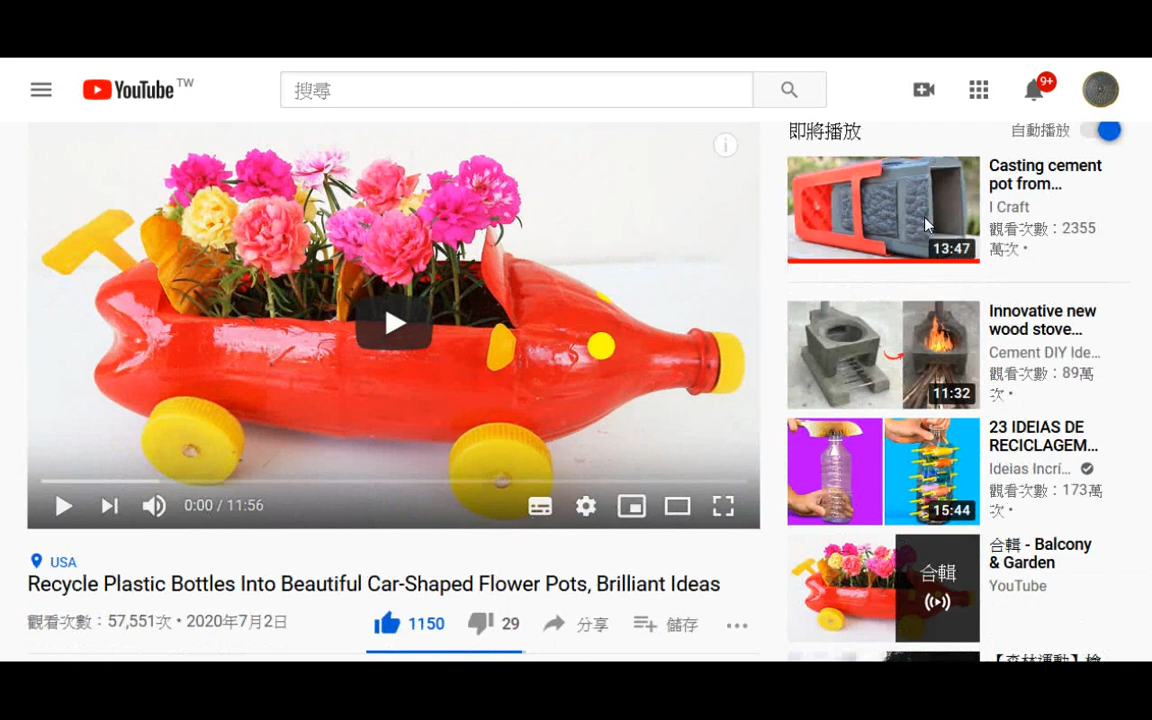 YouTube TW
搜尋
9+
即將播放
自動播放
Casting cement
pot from...
I Craft
觀看次數：2355
萬次 •
13:47
Innovative new
wood stove...
Cement DIY Ide...
觀看次數：89萬
次 •
11:32
23 IDEIAS DE
RECICLAGEM...
Ideias Incrí...
觀看次數：173萬
次 •
15:44
合輯 - Balcony
& Garden
YouTube
合輯
0:00 / 11:56
USA
Recycle Plastic Bottles Into Beautiful Car-Shaped Flower Pots, Brilliant Ideas
觀看次數：57,551次 • 2020年7月2日
1150
29
分享
儲存